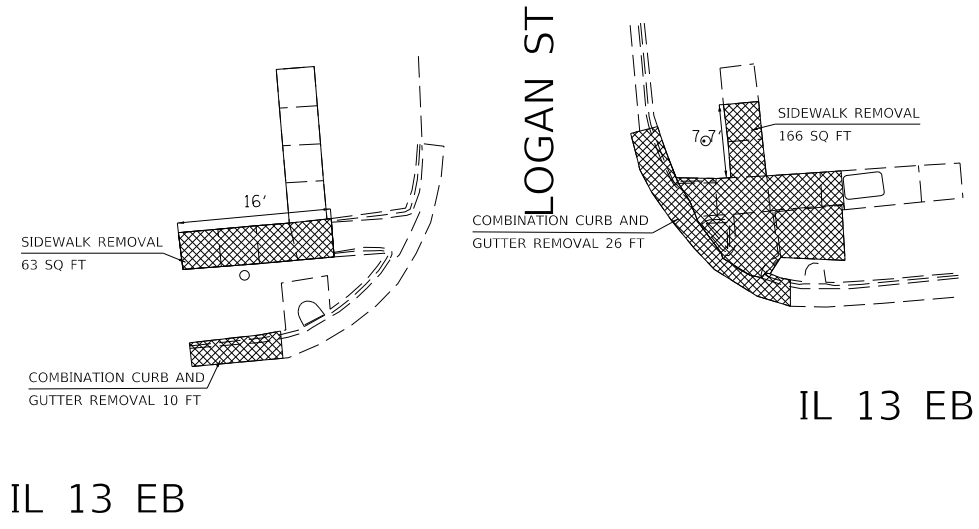 LOGAN ST
SIDEWALK REMOVAL
166 SQ FT
7.7'
16'
COMBINATION CURB AND
GUTTER REMOVAL 26 FT
SIDEWALK REMOVAL
63 SQ FT
COMBINATION CURB AND
GUTTER REMOVAL 10 FT
IL 13 EB
IL 13 EB